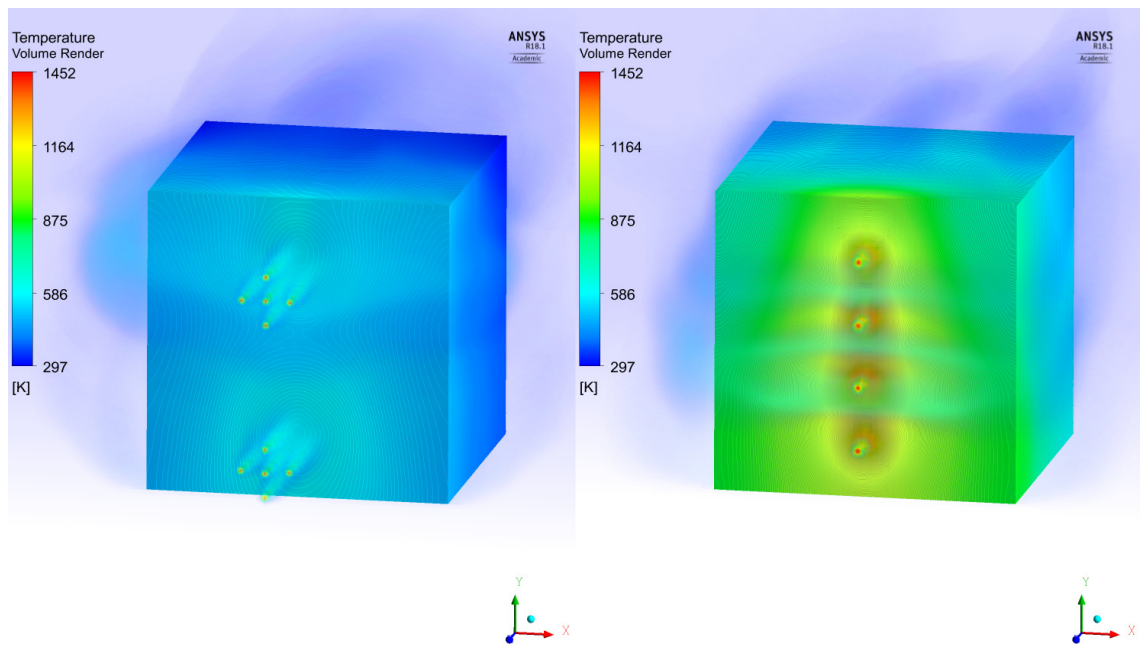 Temperature
Volume Render
ANSYS
R18.1
Academic
1452
1164
875
586
297
[K]
Y
X
Temperature
Volume Render
ANSYS
R18.1
Academic
1452
1164
875
586
297
[K]
Y
X